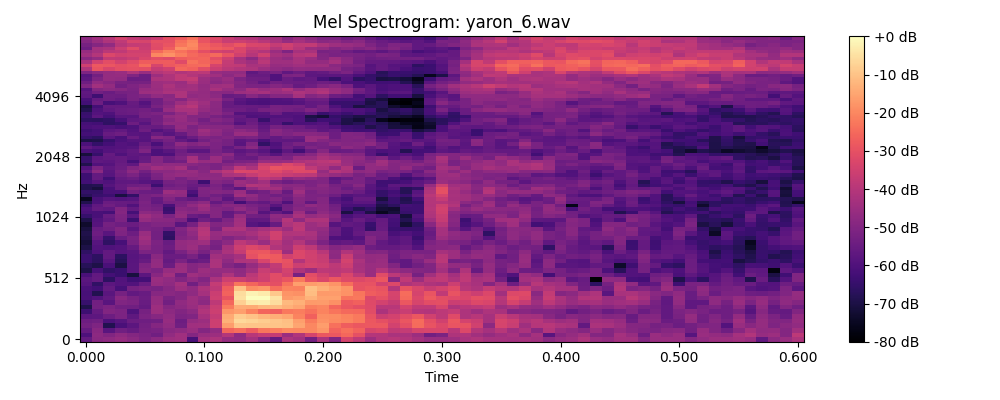 Mel Spectrogram: yaron_6.wav
Hz
4096
2048
1024
512
0
0.000 0.100 0.200 0.300 0.400 0.500 0.600
Time
+0 dB
-10 dB
-20 dB
-30 dB
-40 dB
-50 dB
-60 dB
-70 dB
-80 dB